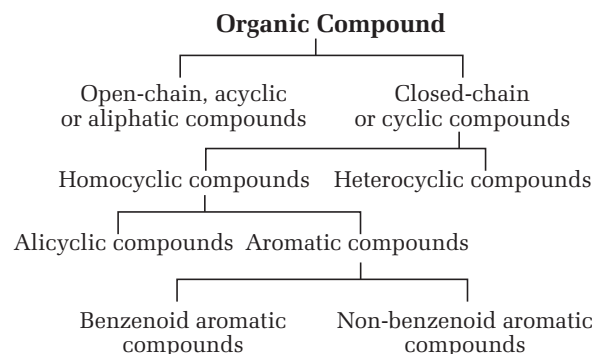 Organic Compound
Open-chain, acyclic
or aliphatic compounds
Closed-chain
or cyclic compounds
Homocyclic compounds
Heterocyclic compounds
Alicyclic compounds
Aromatic compounds
Benzenoid aromatic
compounds
Non-benzenoid aromatic
compounds